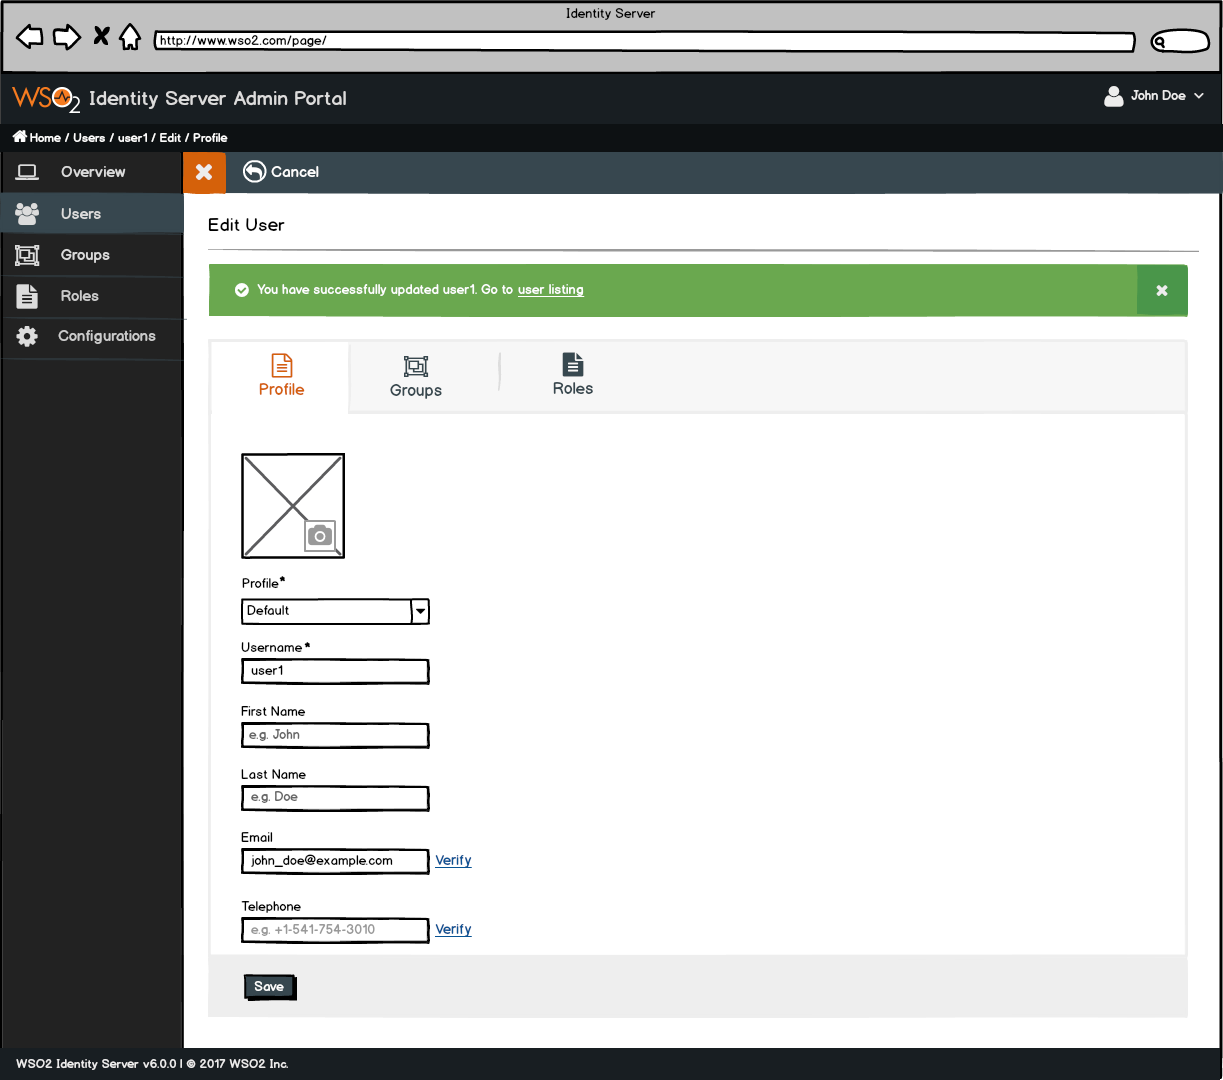 Identity Server
http://www.wso2.com/page/
WSO2 Identity Server Admin Portal
John Doe
Home / Users / user1 / Edit / Profile
Overview
Cancel
Users
Groups
Roles
Configurations
Edit User
You have successfully updated user1. Go to user listing
Profile
Groups
Roles
Profile*
Default
Username*
user1
First Name
e.g. John
Last Name
e.g. Doe
Email
john_doe@example.com Verify
Telephone
e.g. +1-541-754-3010 Verify
Save
WSO2 Identity Server v6.0.0 | © 2017 WSO2 Inc.